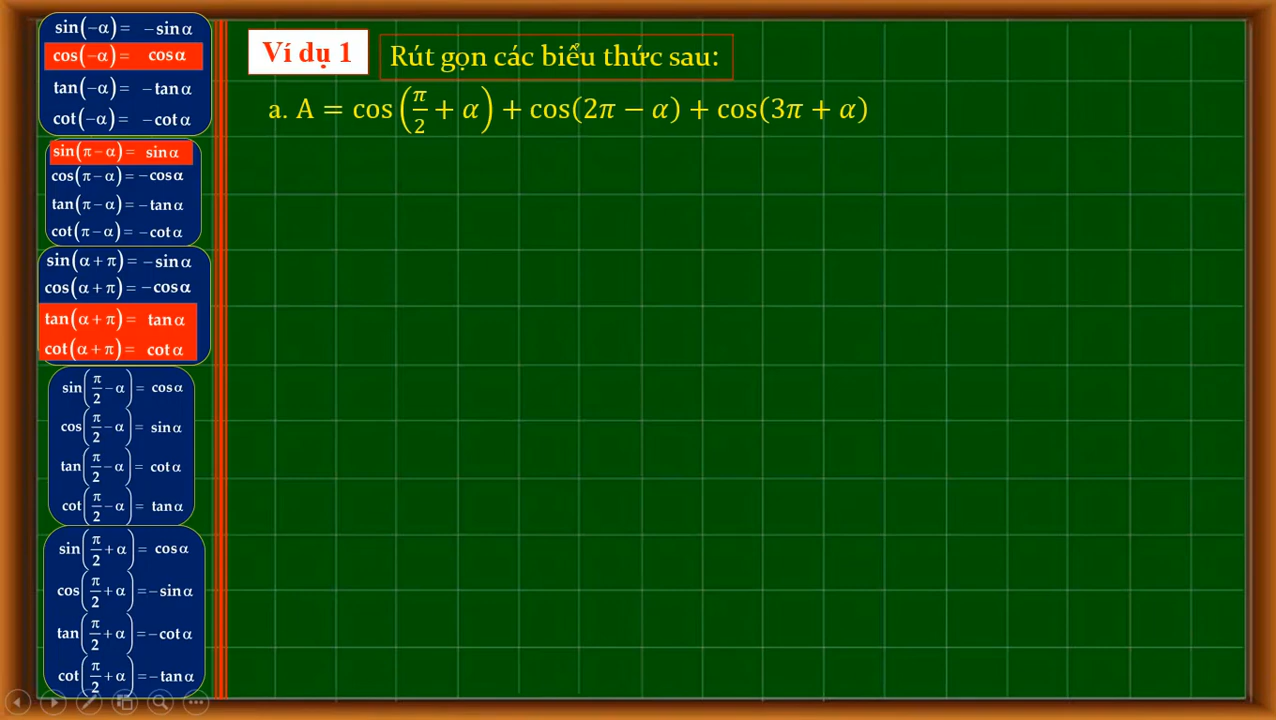 sin(−α) = −sinα
cos(−α) = cosα
tan(−α) = −tanα
cot(−α) = −cotα
sin(π−α) = sinα
cos(π−α) = −cosα
tan(π−α) = −tanα
cot(π−α) = −cotα
sin(α+π) = −sinα
cos(α+π) = −cosα
tan(α+π) = tanα
cot(α+π) = cotα
sin(π/2−α) = cosα
cos(π/2−α) = sinα
tan(π/2−α) = cotα
cot(π/2−α) = tanα
sin(π/2+α) = cosα
cos(π/2+α) = −sinα
tan(π/2+α) = −cotα
cot(π/2+α) = −tanα
Ví dụ 1
Rút gọn các biểu thức sau:
a. A = cos(π/2 + α) + cos(2π − α) + cos(3π + α)